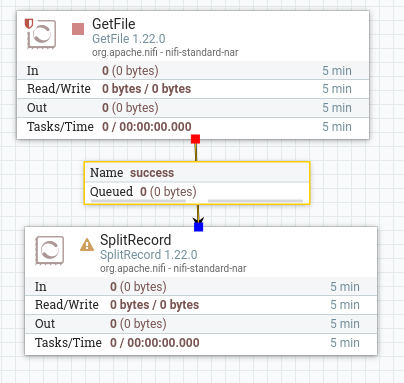 GetFile
GetFile 1.22.0
org.apache.nifi - nifi-standard-nar
In 0 (0 bytes) 5 min
Read/Write 0 bytes / 0 bytes 5 min
Out 0 (0 bytes) 5 min
Tasks/Time 0 / 00:00:00.000 5 min
Name success
Queued 0 (0 bytes)
SplitRecord
SplitRecord 1.22.0
org.apache.nifi - nifi-standard-nar
In 0 (0 bytes) 5 min
Read/Write 0 bytes / 0 bytes 5 min
Out 0 (0 bytes) 5 min
Tasks/Time 0 / 00:00:00.000 5 min